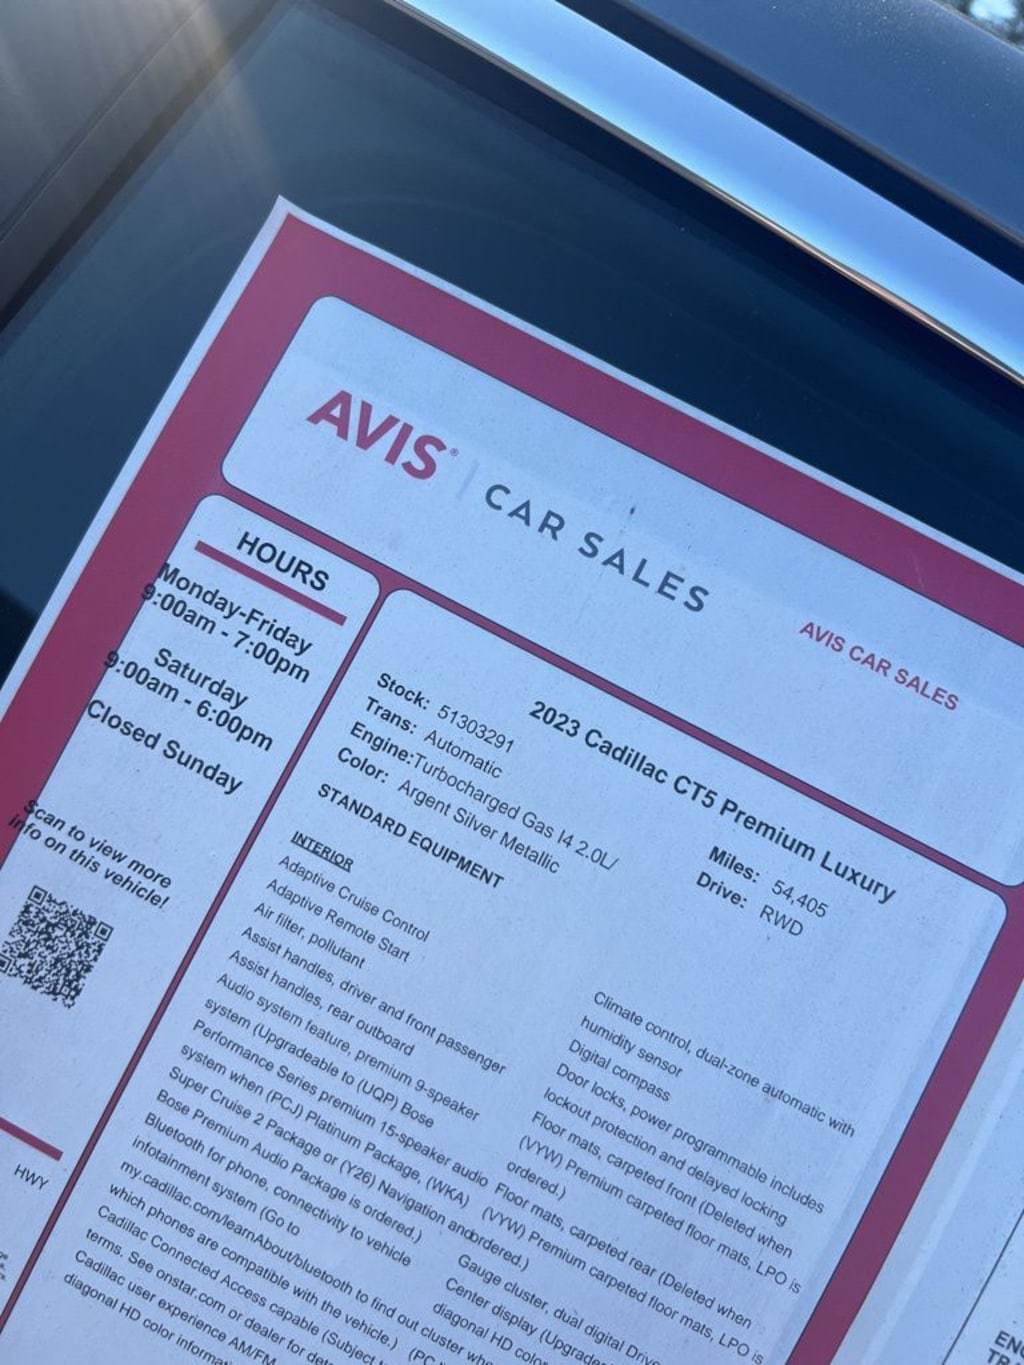 AVIS® | CAR SALES
AVIS CAR SALES
HOURS
Monday-Friday
9:00am - 7:00pm
Saturday
9:00am - 6:00pm
Closed Sunday
Scan to view more
info on this vehicle!
HWY
2023 Cadillac CT5 Premium Luxury
Stock: 51303291
Trans: Automatic
Engine:Turbocharged Gas I4 2.0L/
Color: Argent Silver Metallic
Miles: 54,405
Drive: RWD
STANDARD EQUIPMENT
INTERIOR
Adaptive Cruise Control
Adaptive Remote Start
Air filter, pollutant
Assist handles, driver and front passenger
Assist handles, rear outboard
Audio system feature, premium 9-speaker
system (Upgradeable to (UQP) Bose
Performance Series premium 15-speaker audio
system when (PCJ) Platinum Package, (WKA)
Super Cruise 2 Package or (Y26) Navigation and
Bose Premium Audio Package is ordered.)
Bluetooth for phone, connectivity to vehicle
infotainment system (Go to
my.cadillac.com/learnAbout/bluetooth to find out
which phones are compatible with the vehicle.)
Cadillac Connected Access capable (Subject
terms. See onstar.com or dealer for
Cadillac user experience AM/FM
diagonal HD color
Climate control, dual-zone automatic with
humidity sensor
Digital compass
Door locks, power programmable includes
lockout protection and delayed locking
Floor mats, carpeted front (Deleted when
(VYW) Premium carpeted floor mats, LPO is
ordered.)
Floor mats, carpeted rear (Deleted when
(VYW) Premium carpeted floor mats, LPO is
ordered.)
Gauge cluster, dual digital
Center display
diagonal HD
cluster